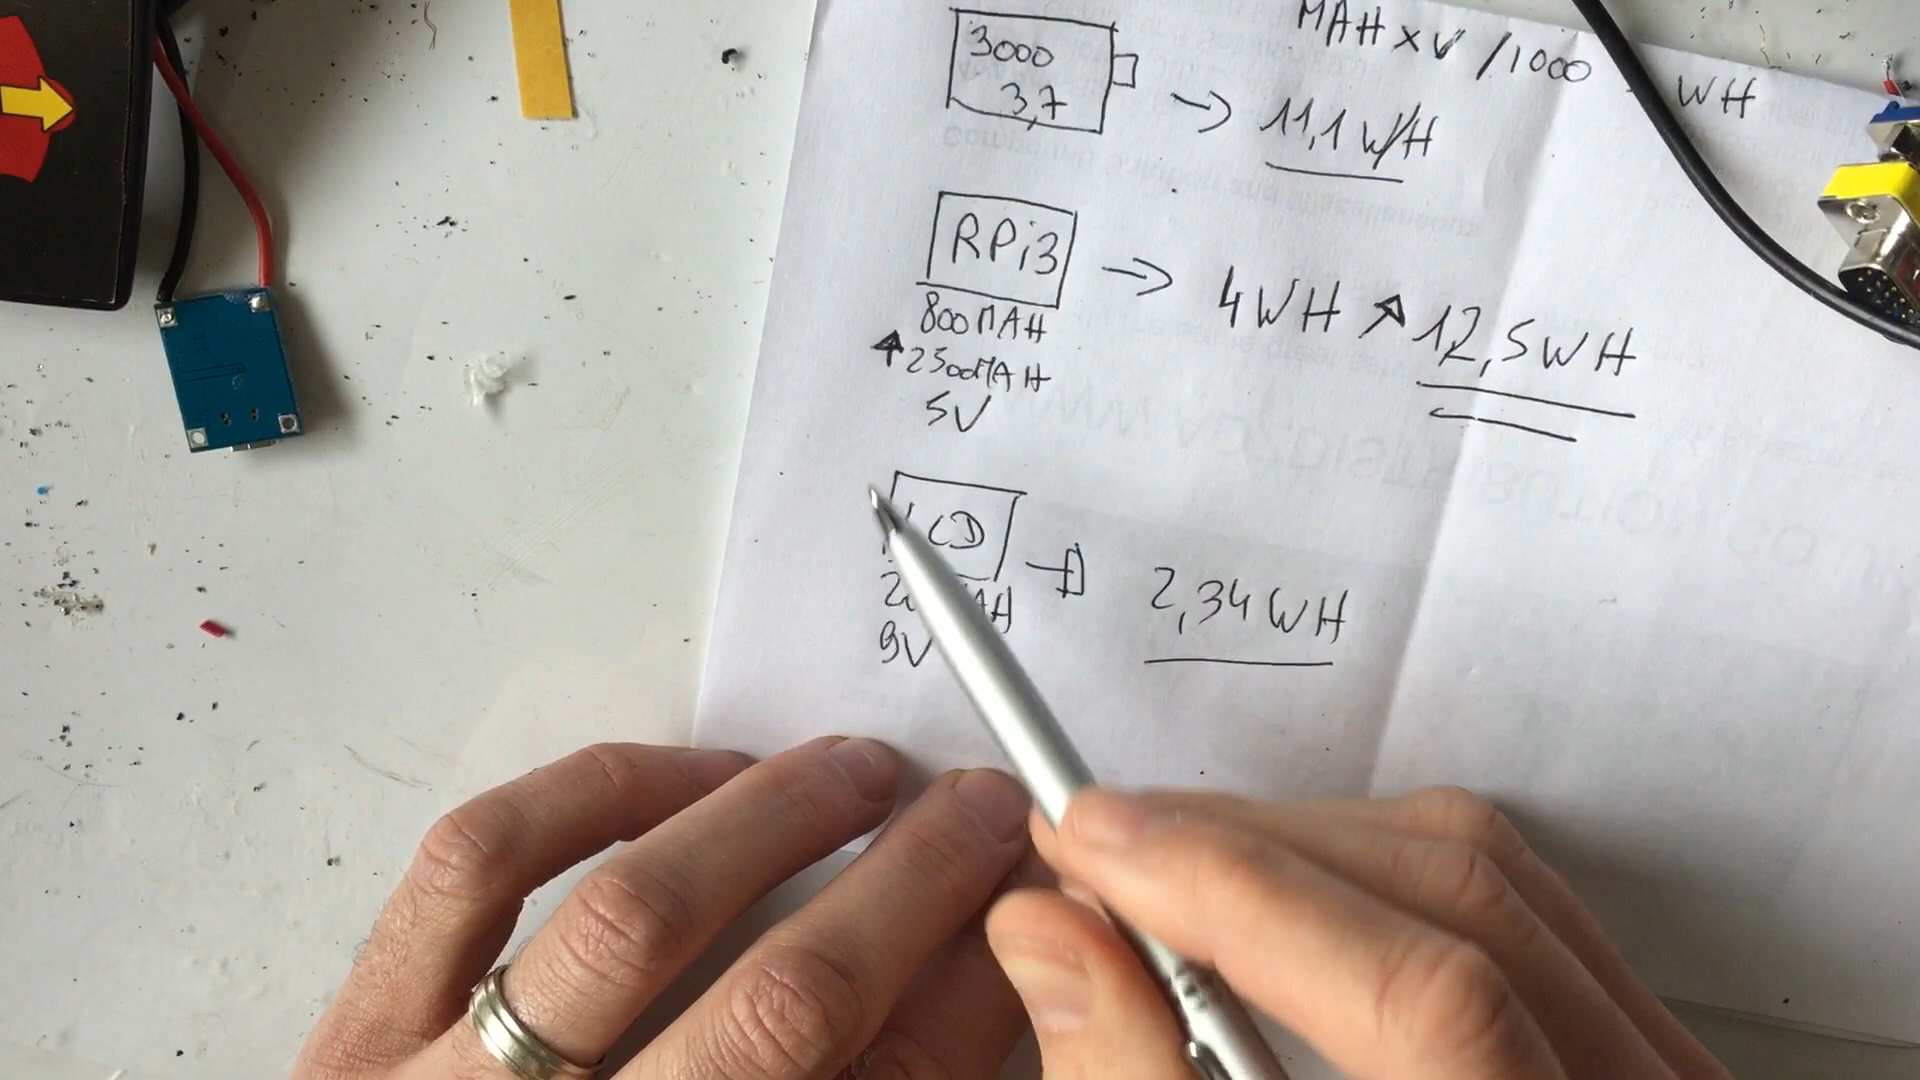 MAH x V / 1000
WH
3000
3,7
→ 11,1 W/H
RPi3
→ 4WH ↗ 12,5WH
800MAH
↑2500MAH
5V
LCD
2,34WH
9V